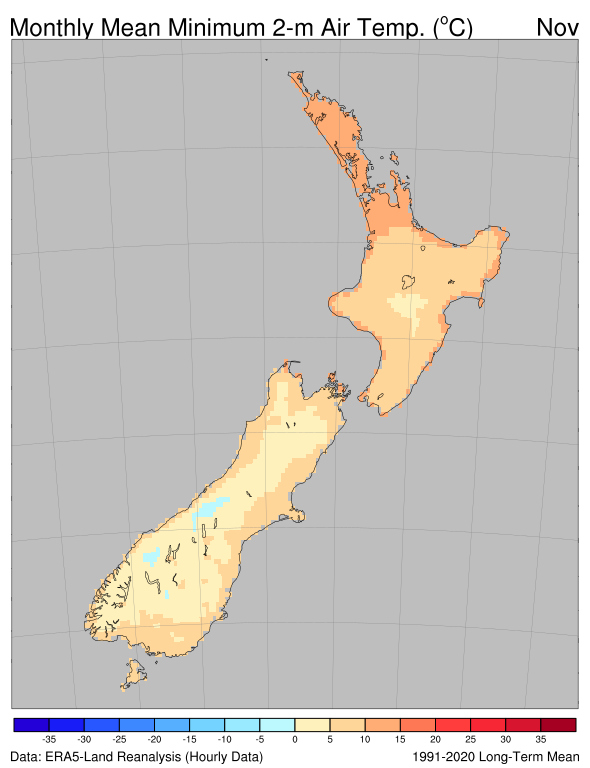 Monthly Mean Minimum 2-m Air Temp. (°C) Nov
-35 -30 -25 -20 -15 -10 -5 0 5 10 15 20 25 30 35
Data: ERA5-Land Reanalysis (Hourly Data) 1991-2020 Long-Term Mean